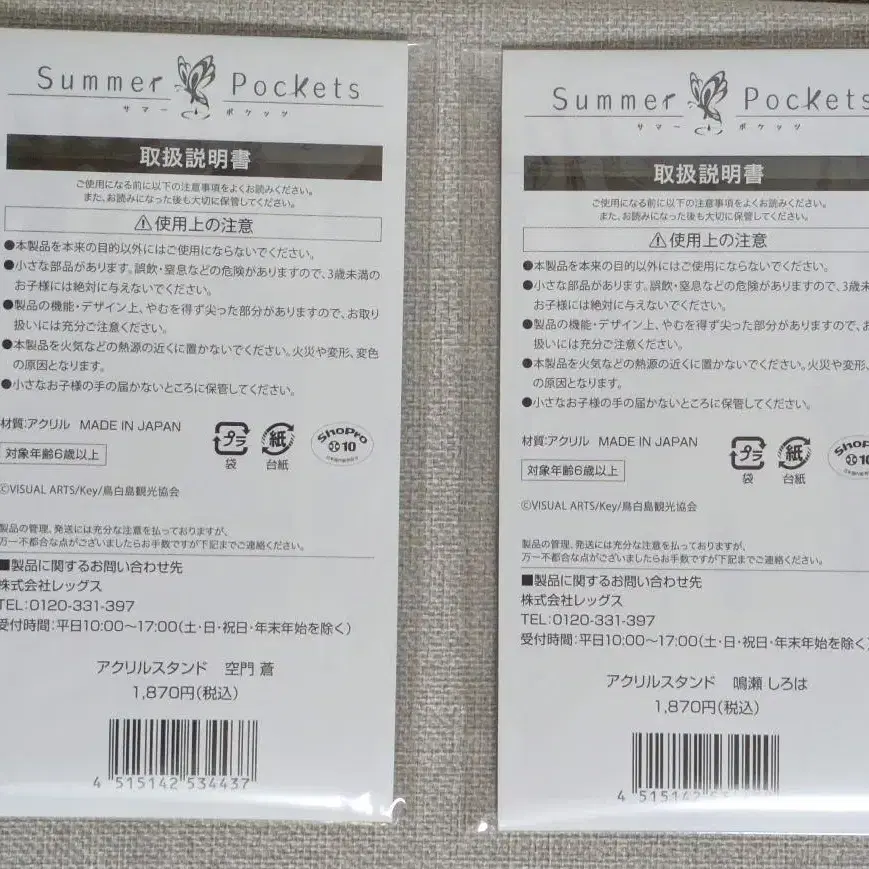 Summer Pockets
サマー ポケッツ
取扱説明書
ご使用になる前に以下の注意事項をよくお読みください。
また、お読みになった後も大切に保管してください。
⚠使用上の注意
●本製品を本来の目的以外にはご使用にならないでください。
●小さな部品があります。誤飲・窒息などの危険がありますので、3歳未満の
お子様には絶対に与えないでください。
●製品の機能・デザイン上、やむを得ず尖った部分がありますので、お取り
扱いには充分ご注意ください。
●本製品を火気などの熱源の近くに置かないでください。火災や変形、変色
の原因となります。
●小さなお子様の手の届かないところに保管してください。
材質:アクリル MADE IN JAPAN
プラ 紙
袋 台紙
ShoPro
10
対象年齢6歳以上
©VISUAL ARTS/Key/鳥白島観光協会
製品の管理、発送には充分な注意を払っておりますが、
万一不都合な点がございましたらお手数ですが下記までご連絡ください。
■製品に関するお問い合わせ先
株式会社レッグス
TEL:0120-331-397
受付時間:平日10:00〜17:00(土・日・祝日・年末年始を除く)
アクリルスタンド 空門 蒼
1,870円(税込)
4 515142 534437
Summer Pockets
サマー ポケッツ
取扱説明書
ご使用になる前に以下の注意事項をよくお読みください。
また、お読みになった後も大切に保管してください。
⚠使用上の注意
●本製品を本来の目的以外にはご使用にならないでください。
●小さな部品があります。誤飲・窒息などの危険がありますので、3歳未
お子様には絶対に与えないでください。
●製品の機能・デザイン上、やむを得ず尖った部分がありますので、お
扱いには充分ご注意ください。
●本製品を火気などの熱源の近くに置かないでください。火災や変形、
の原因となります。
●小さなお子様の手の届かないところに保管してください。
材質:アクリル MADE IN JAPAN
プラ 紙
袋 台紙
ShoPro
10
対象年齢6歳以上
©VISUAL ARTS/Key/鳥白島観光協会
製品の管理、発送には充分な注意を払っておりますが、
万一不都合な点がございましたらお手数ですが下記までご連絡ください。
■製品に関するお問い合わせ先
株式会社レッグス
TEL:0120-331-397
受付時間:平日10:00〜17:00(土・日・祝日・年末年始を除く)
アクリルスタンド 鳴瀬 しろは
1,870円(税込)
4 515142